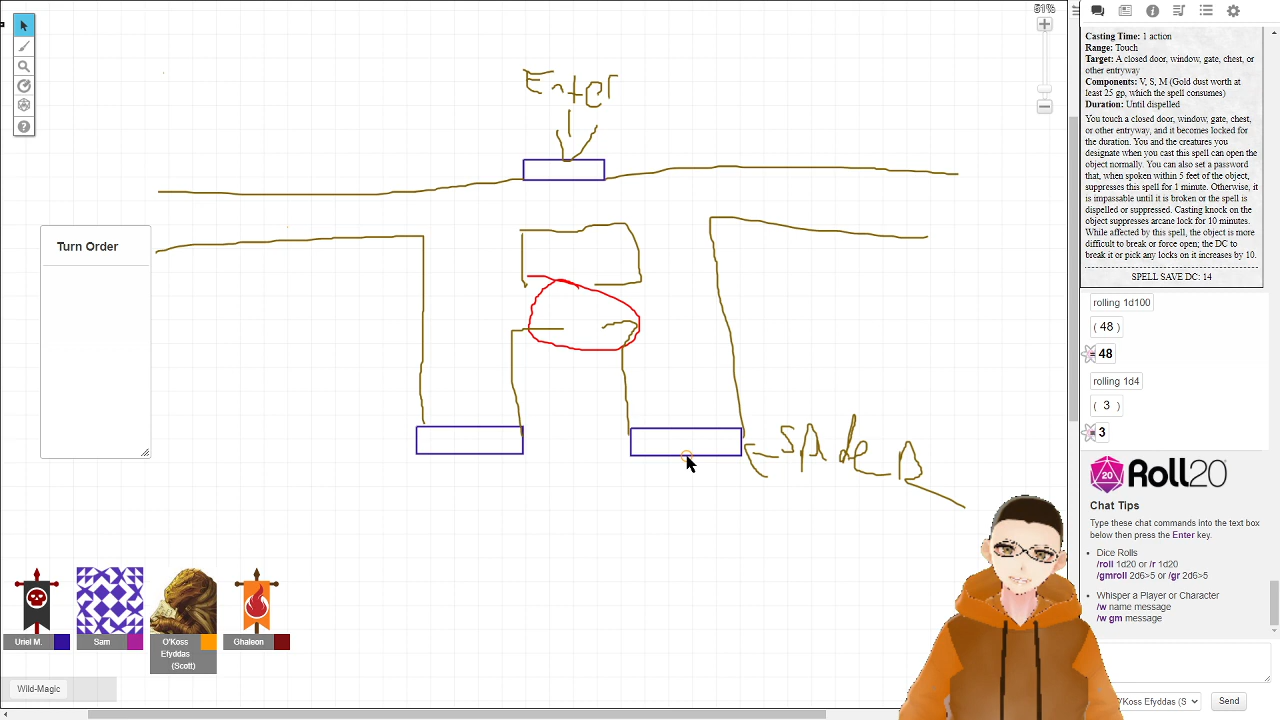 51%
Enter
Turn Order
Spider
Uriel M.
Sam
O'Koss
Efyddas
(Scott)
Ghaleon
Wild-Magic
Casting Time: 1 action
Range: Touch
Target: A closed door, window, gate, chest, or
other entryway
Components: V, S, M (Gold dust worth at
least 25 gp, which the spell consumes)
Duration: Until dispelled
You touch a closed door, window, gate, chest,
or other entryway, and it becomes locked for
the duration. You and the creatures you
designate when you cast this spell can open the
object normally. You can also set a password
that, when spoken within 5 feet of the object,
suppresses this spell for 1 minute. Otherwise, it
is impassable until it is broken or the spell is
dispelled or suppressed. Casting knock on the
object suppresses arcane lock for 10 minutes.
While affected by this spell, the object is more
difficult to break or force open; the DC to
break it or pick any locks on it increases by 10.
SPELL SAVE DC: 14
rolling 1d100
( 48 )
= 48
rolling 1d4
( 3 )
= 3
20 Roll20
Chat Tips
Type these chat commands into the text box
below then press the Enter key.
Dice Rolls
/roll 1d20 or /r 1d20
/gmroll 2d6>5 or /gr 2d6>5
Whisper a Player or Character
/w name message
/w gm message
O'Koss Efyddas (S
Send